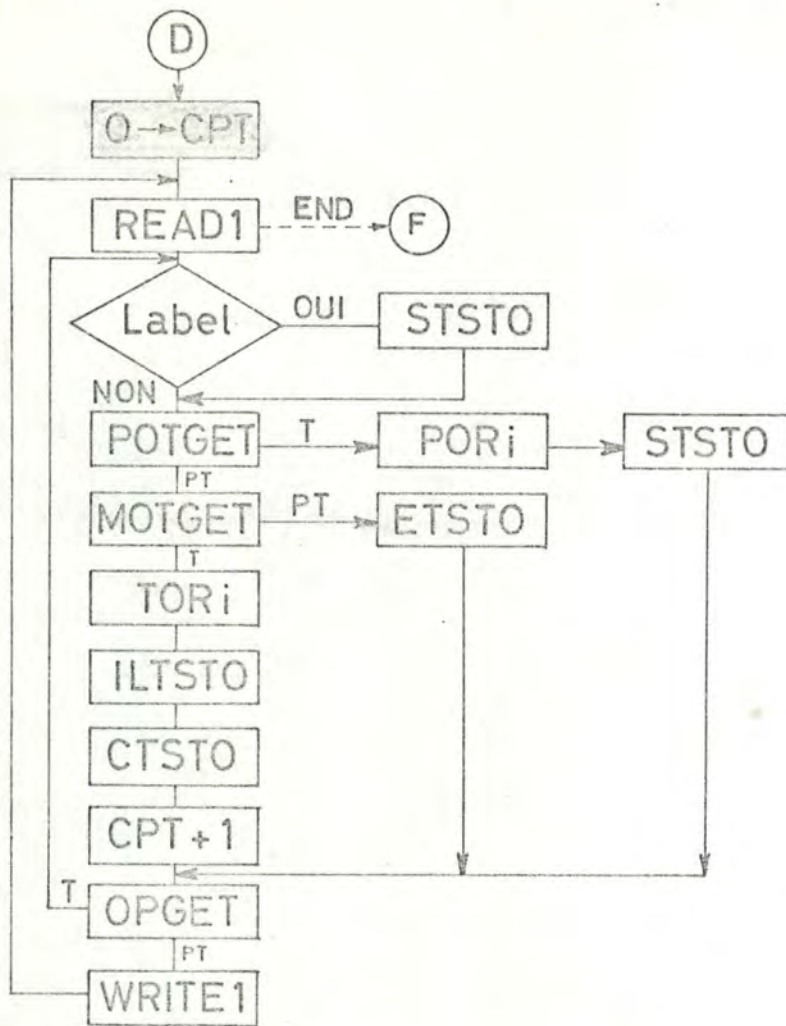 D
O → CPT
READ1 END F
Label OUI STSTO
NON
POTGET T PORi STSTO
PT
MOTGET PT ETSTO
T
TORi
ILTSTO
CTSTO
CPT + 1
T OPGET
PT
WRITE1